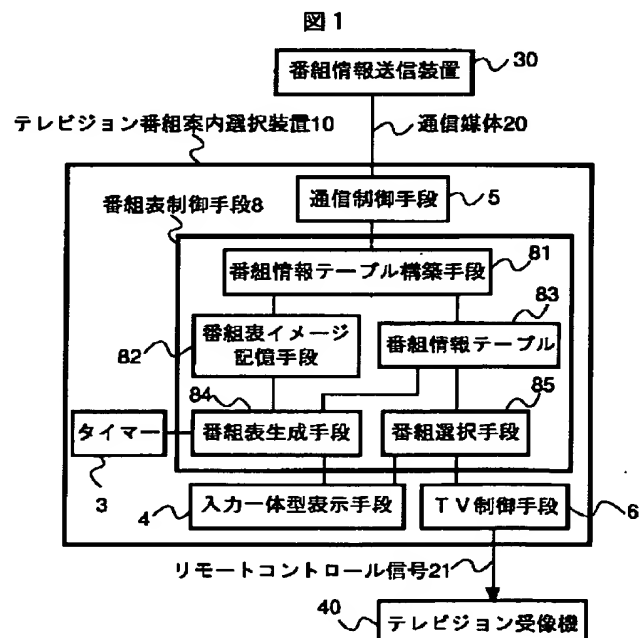 図1
番組情報送信装置
30
テレビジョン番組案内選択装置10
通信媒体20
番組表制御手段8
通信制御手段
5
81
番組情報テーブル構築手段
83
番組表イメージ
記憶手段
82
番組情報テーブル
84
85
タイマー
番組表生成手段
番組選択手段
3
4
入力一体型表示手段
TV制御手段
6
リモートコントロール信号21
40
テレビジョン受像機